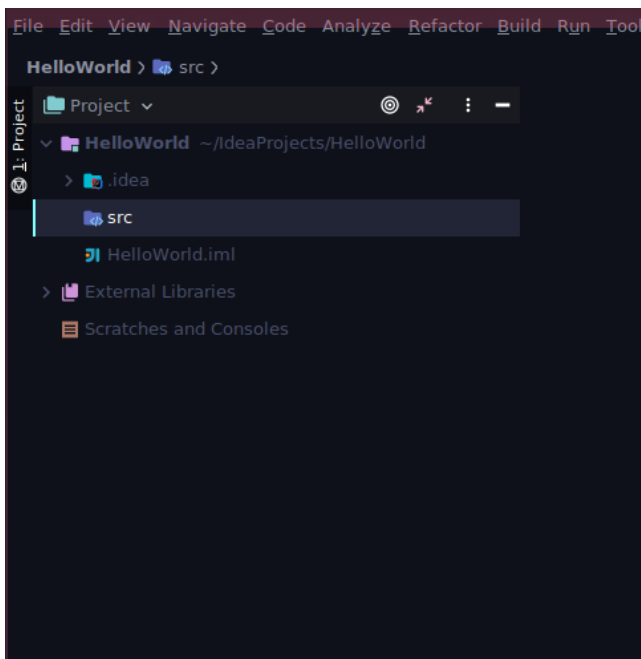 File Edit View Navigate Code Analyze Refactor Build Run Tool
HelloWorld src
1: Project
Project
HelloWorld ~/IdeaProjects/HelloWorld
.idea
src
HelloWorld.iml
External Libraries
Scratches and Consoles